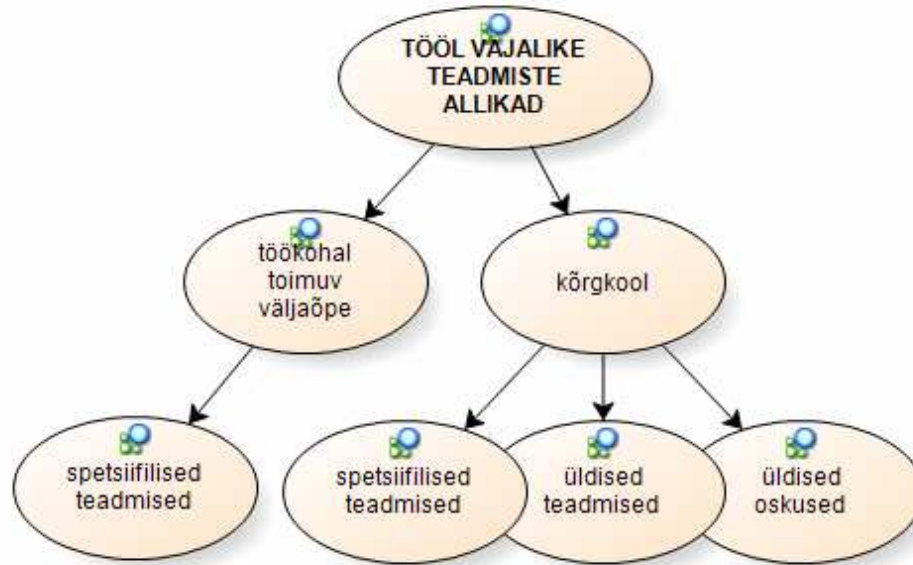 TÖÖL VAJALIKE
TEADMISTE
ALLIKAD
töökohal
toimuv
väljaõpe
kõrgkool
spetsiifilised
teadmised
spetsiifilised
teadmised
üldised
teadmised
üldised
oskused